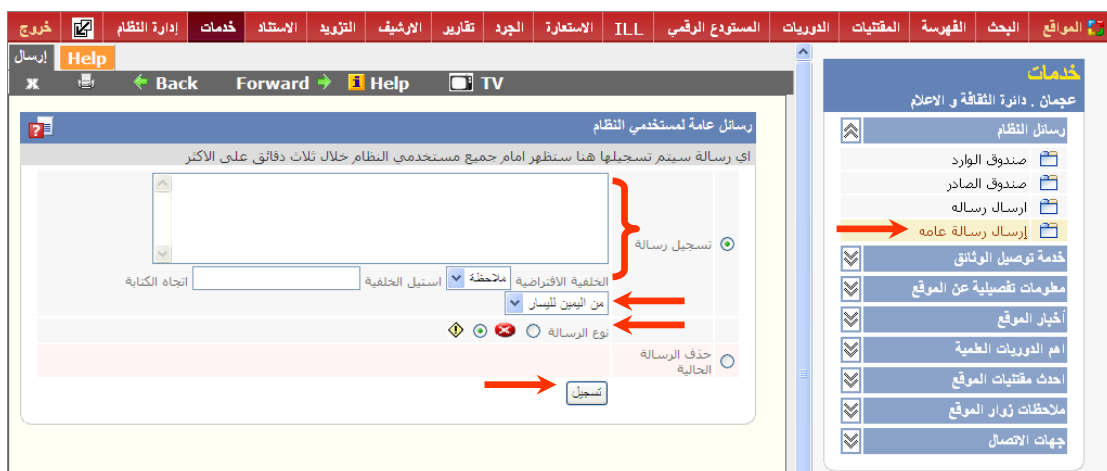 المواقع البحث الفهرسة المقتنيات الدوريات المستودع الرقمي ILL الاستعارة الجرد تقارير الارشيف التزويد الاستناد خدمات إدارة النظام خروج
إرسال Help
x Back Forward Help TV
خدمات
عجمان . دائرة الثقافة و الاعلام
رسائل النظام
صندوق الوارد
صندوق الصادر
ارسال رساله
إرسال رسالة عامه
خدمة توصيل الوثائق
معلومات تفصيلية عن الموقع
أخبار الموقع
اهم الدوريات العلمية
احدث مقتنيات الموقع
ملاحظات زوار الموقع
جهات الاتصال
رسائل عامة لمستخدمي النظام
اي رسالة سيتم تسجيلها هنا ستظهر امام جميع مستخدمي النظام خلال ثلاث دقائق على الاكثر
تسجيل رسالة
الخلفية الافتراضية ملاحظة استيل الخلفية اتجاه الكتابة
من اليمين لليسار
نوع الرسالة
حذف الرسالة
الحالية
تسجيل